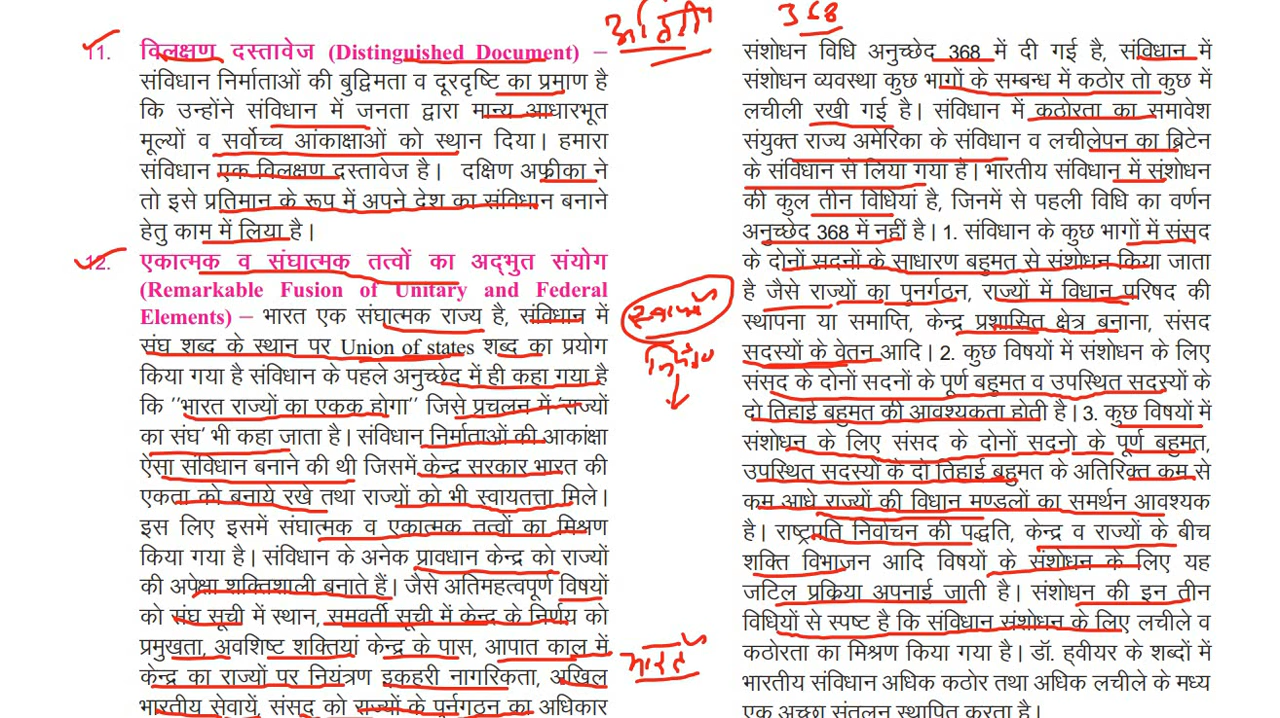 अद्वितीय
368
11. विलक्षण दस्तावेज (Distinguished Document) –
संविधान निर्माताओं की बुद्विमता व दूरदृष्टि का प्रमाण है
कि उन्होंने संविधान में जनता द्वारा मान्य आधारभूत
मूल्यों व सर्वोच्च आंकाक्षाओं को स्थान दिया। हमारा
संविधान एक विलक्षण दस्तावेज है। दक्षिण अफ्रीका ने
तो इसे प्रतिमान के रूप में अपने देश का संविधान बनाने
हेतु काम में लिया है।
12. एकात्मक व संघात्मक तत्वों का अद्भुत संयोग
(Remarkable Fusion of Unitary and Federal
Elements) – भारत एक संघात्मक राज्य है, संविधान में
संघ शब्द के स्थान पर Union of states शब्द का प्रयोग
किया गया है संविधान के पहले अनुच्छेद में ही कहा गया है
कि ''भारत राज्यों का एकक होगा'' जिसे प्रचलन में 'राज्यों
का संघ' भी कहा जाता है। संविधान निर्माताओं की आकांक्षा
ऐसा संविधान बनाने की थी जिसमें केन्द्र सरकार भारत की
एकता को बनाये रखे तथा राज्यों को भी स्वायतत्ता मिले।
इस लिए इसमें संघात्मक व एकात्मक तत्वों का मिश्रण
किया गया है। संविधान के अनेक प्रावधान केन्द्र को राज्यों
की अपेक्षा शक्तिशाली बनाते हैं। जैसे अतिमहत्वपूर्ण विषयों
को संघ सूची में स्थान, समवर्ती सूची में केन्द्र के निर्णय को
प्रमुखता, अवशिष्ट शक्तियां केन्द्र के पास, आपात काल में
केन्द्र का राज्यों पर नियंत्रण इकहरी नागरिकता, अखिल
भारतीय सेवायें, संसद को राज्यों के पुर्नगठन का अधिकार
भारत
संशोधन विधि अनुच्छेद 368 में दी गई है, संविधान में
संशोधन व्यवस्था कुछ भागों के सम्बन्ध में कठोर तो कुछ में
लचीली रखी गई है। संविधान में कठोरता का समावेश
संयुक्त राज्य अमेरिका के संविधान व लचीलेपन का ब्रिटेन
के संविधान से लिया गया है। भारतीय संविधान में संशोधन
की कुल तीन विधियां है, जिनमें से पहली विधि का वर्णन
अनुच्छेद 368 में नहीं है। 1. संविधान के कुछ भागों में संसद
के दोनों सदनों के साधारण बहुमत से संशोधन किया जाता
है जैसे राज्यों का पूनर्गठन, राज्यों में विधान परिषद की
स्थापना या समाप्ति, केन्द्र प्रशासित क्षेत्र बनाना, संसद
सदस्यों के वेतन आदि। 2. कुछ विषयों में संशोधन के लिए
संसद के दोनों सदनों के पूर्ण बहुमत व उपस्थित सदस्यों के
दो तिहाई बहुमत की आवश्यकता होती है। 3. कुछ विषयों में
संशोधन के लिए संसद के दोनों सदनो के पूर्ण बहुमत,
उपस्थित सदस्यों के दो तिहाई बहुमत के अतिरिक्त कम से
कम आधे राज्यों की विधान मण्डलों का समर्थन आवश्यक
है। राष्ट्रपति निर्वाचन की पद्धति, केन्द्र व राज्यों के बीच
शक्ति विभाजन आदि विषयों के संशोधन के लिए यह
जटिल प्रक्रिया अपनाई जाती है। संशोधन की इन तीन
विधियों से स्पष्ट है कि संविधान संशोधन के लिए लचीले व
कठोरता का मिश्रण किया गया है। डॉ. ह्वीयर के शब्दों में
भारतीय संविधान अधिक कठोर तथा अधिक लचीले के मध्य
एक अच्छा संतुलन स्थापित करता है।